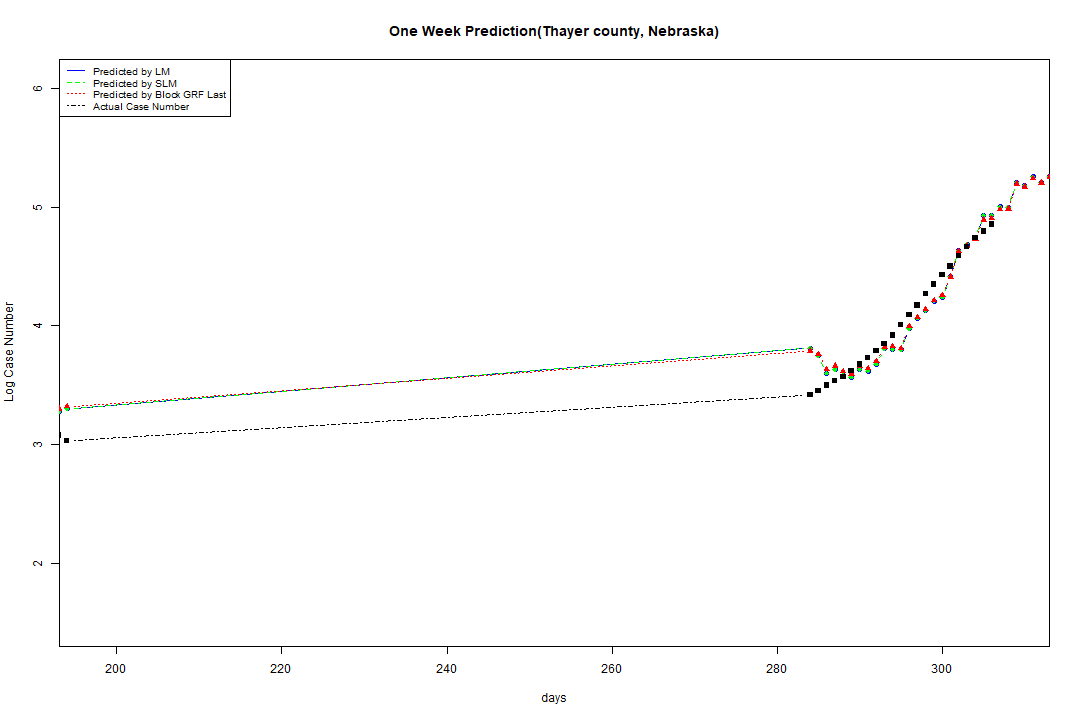 One Week Prediction(Thayer county, Nebraska)
Predicted by LM
Predicted by SLM
Predicted by Block GRF Last
Actual Case Number
6
5
4
3
2
Log Case Number
200 220 240 260 280 300
days